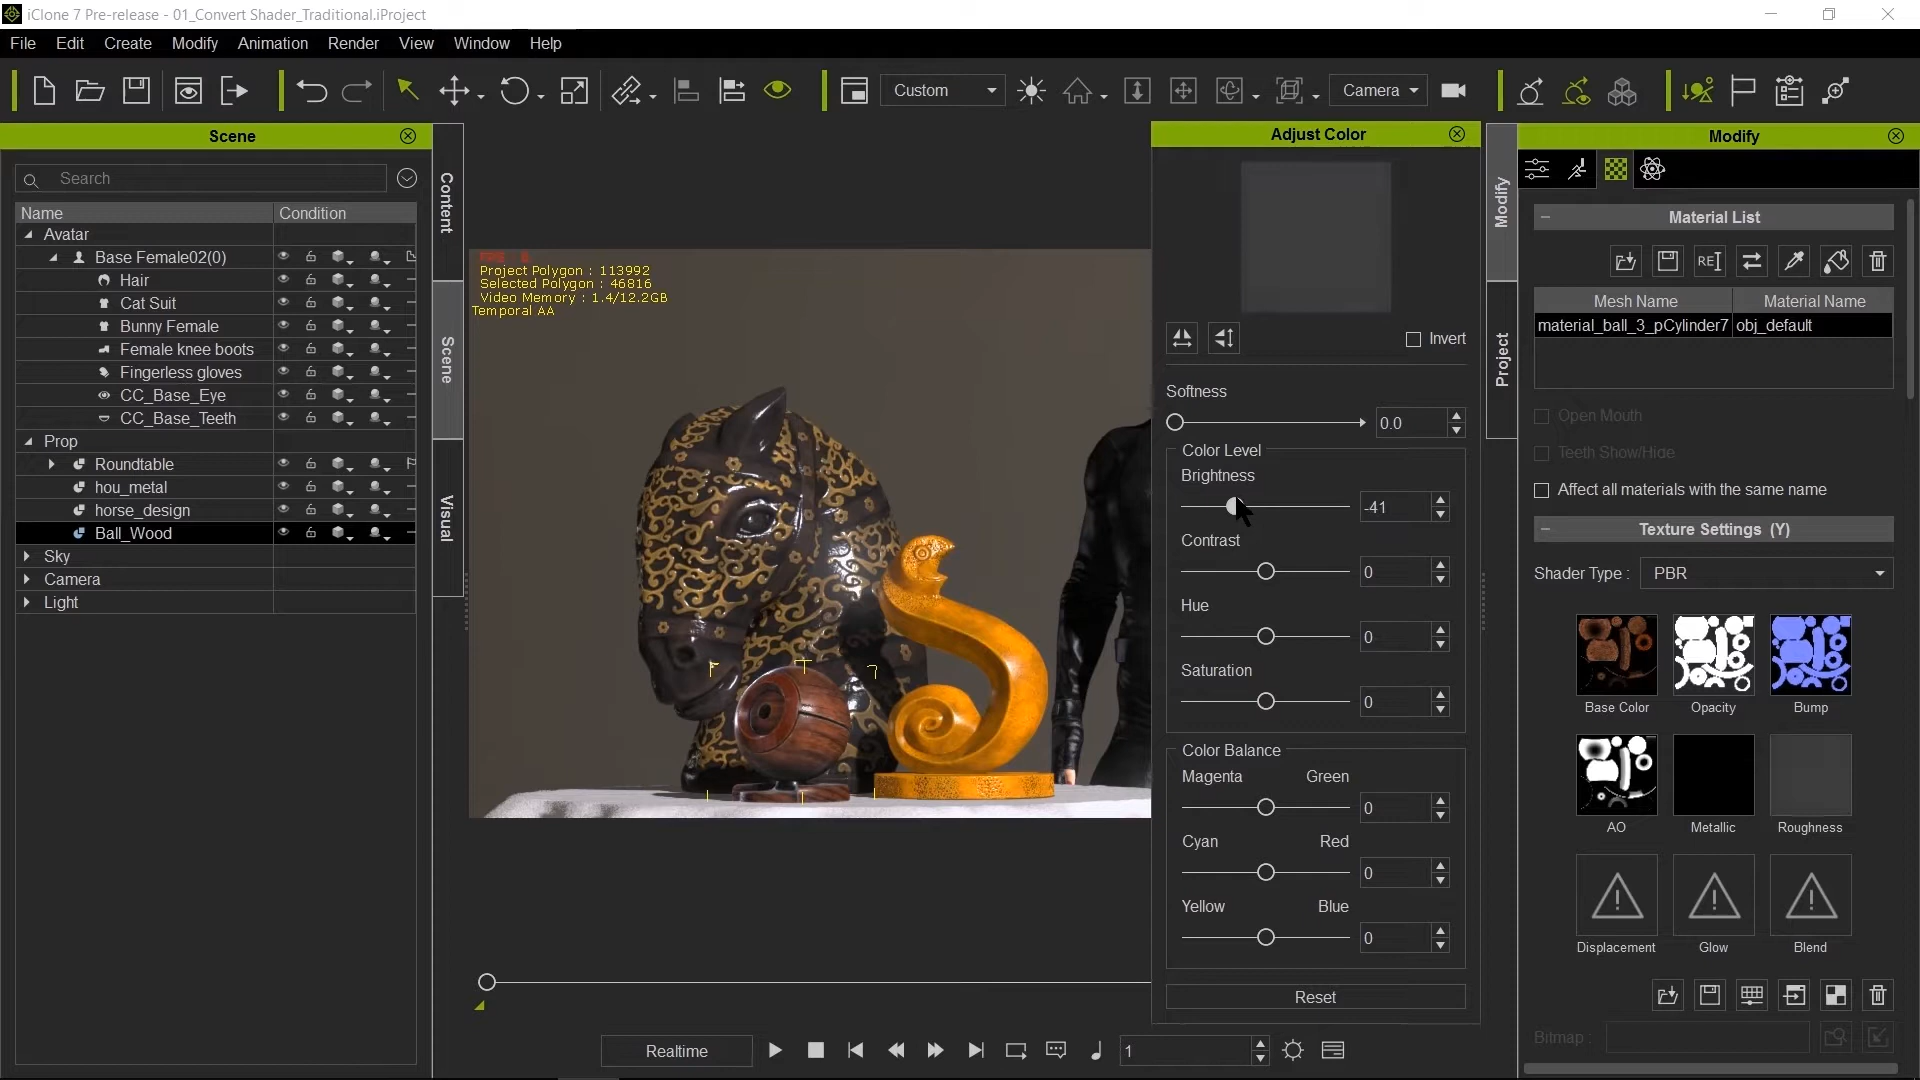 iClone 7 Pre-release - 01_Convert Shader_Traditional.iProject
File Edit Create Modify Animation Render View Window Help
Custom
Camera
Scene
Search
Name Condition
Avatar
Base Female02(0)
Hair
Cat Suit
Bunny Female
Female knee boots
Fingerless gloves
CC_Base_Eye
CC_Base_Teeth
Prop
Roundtable
hou_metal
horse_design
Ball_Wood
Sky
Camera
Light
Content
Scene
Visual
Project Polygon : 113992
Selected Polygon : 46816
Video Memory : 1.4/12.2GB
Temporal AA
Realtime
1
Adjust Color
Invert
Softness
0.0
Color Level
Brightness
-41
Contrast
0
Hue
0
Saturation
0
Color Balance
Magenta Green
0
Cyan Red
0
Yellow Blue
0
Reset
Modify
Project
Modify
Material List
RE
Mesh Name Material Name
material_ball_3_pCylinder7 obj_default
Open Mouth
Teeth Show/Hide
Affect all materials with the same name
Texture Settings (Y)
Shader Type : PBR
Base Color Opacity Bump
AO Metallic Roughness
Displacement Glow Blend
Bitmap :